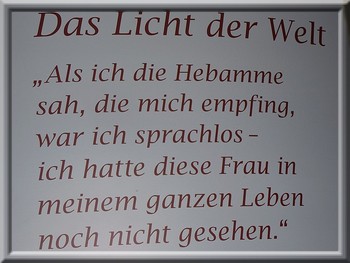 Das Licht der Welt
„Als ich die Hebamme
sah, die mich empfing,
war ich sprachlos –
ich hatte diese Frau in
meinem ganzen Leben
noch nicht gesehen.“